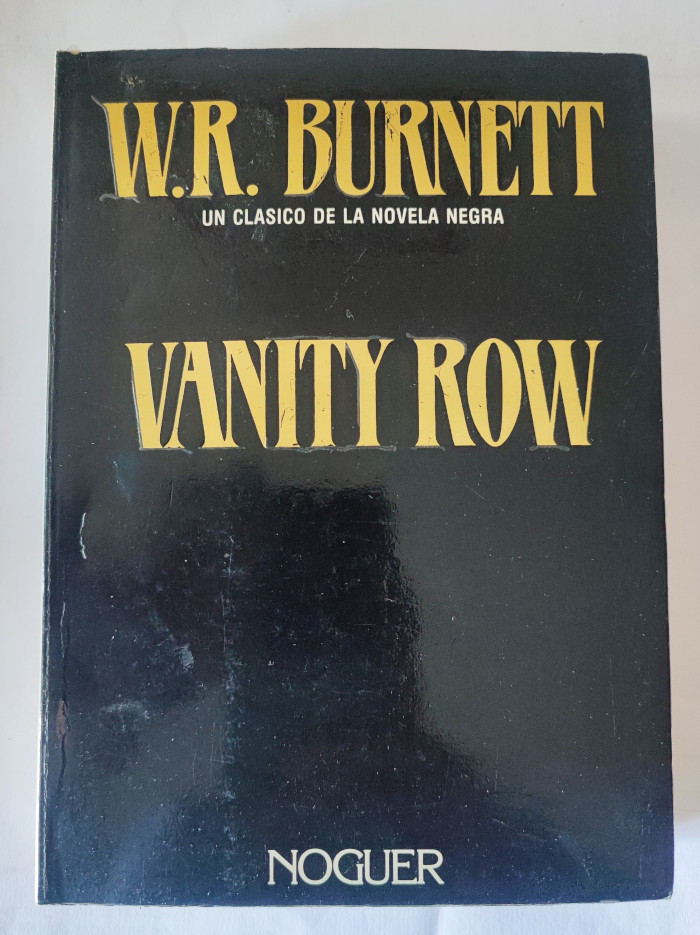 W.R. BURNETT
UN CLASICO DE LA NOVELA NEGRA
VANITY ROW
NOGUER